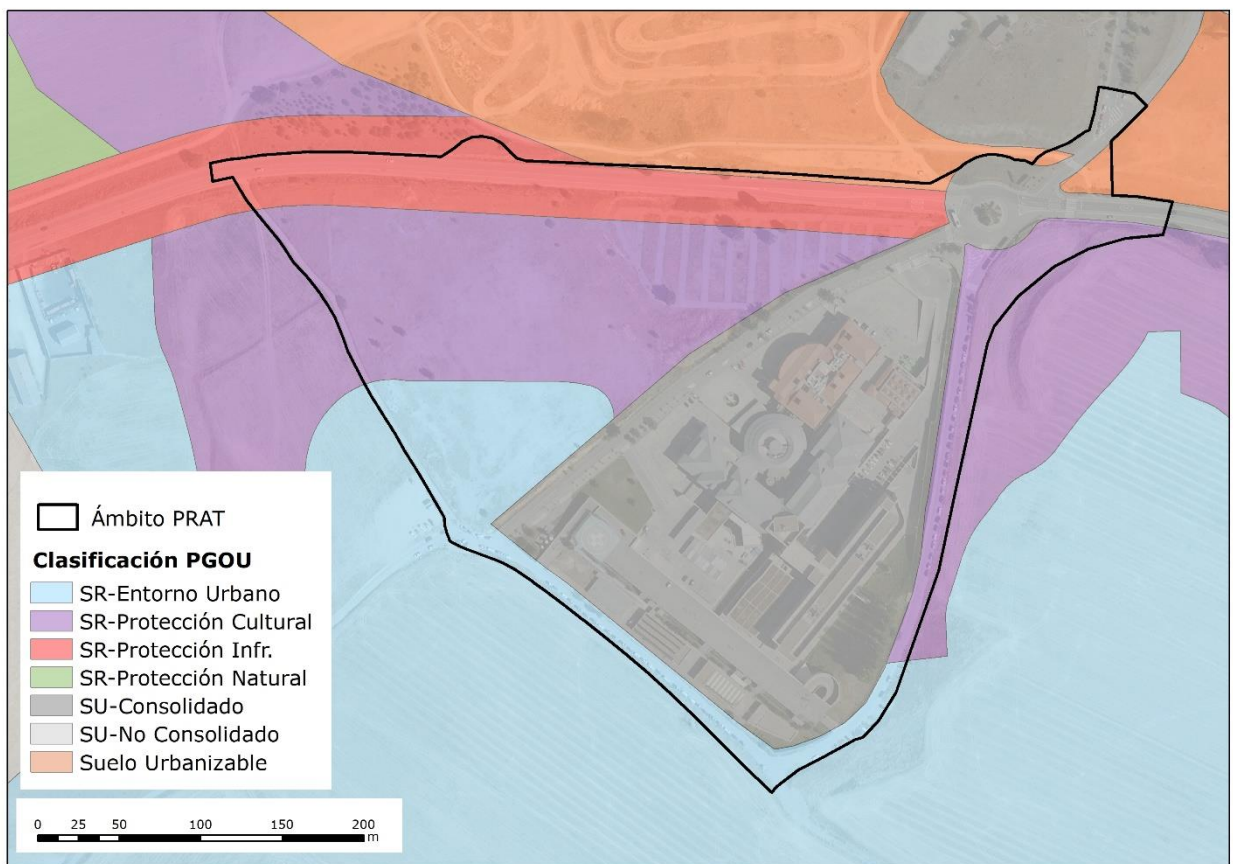 Ámbito PRAT
Clasificación PGOU
SR-Entorno Urbano
SR-Protección Cultural
SR-Protección Infr.
SR-Protección Natural
SU-Consolidado
SU-No Consolidado
Suelo Urbanizable
0 25 50 100 150 200
m